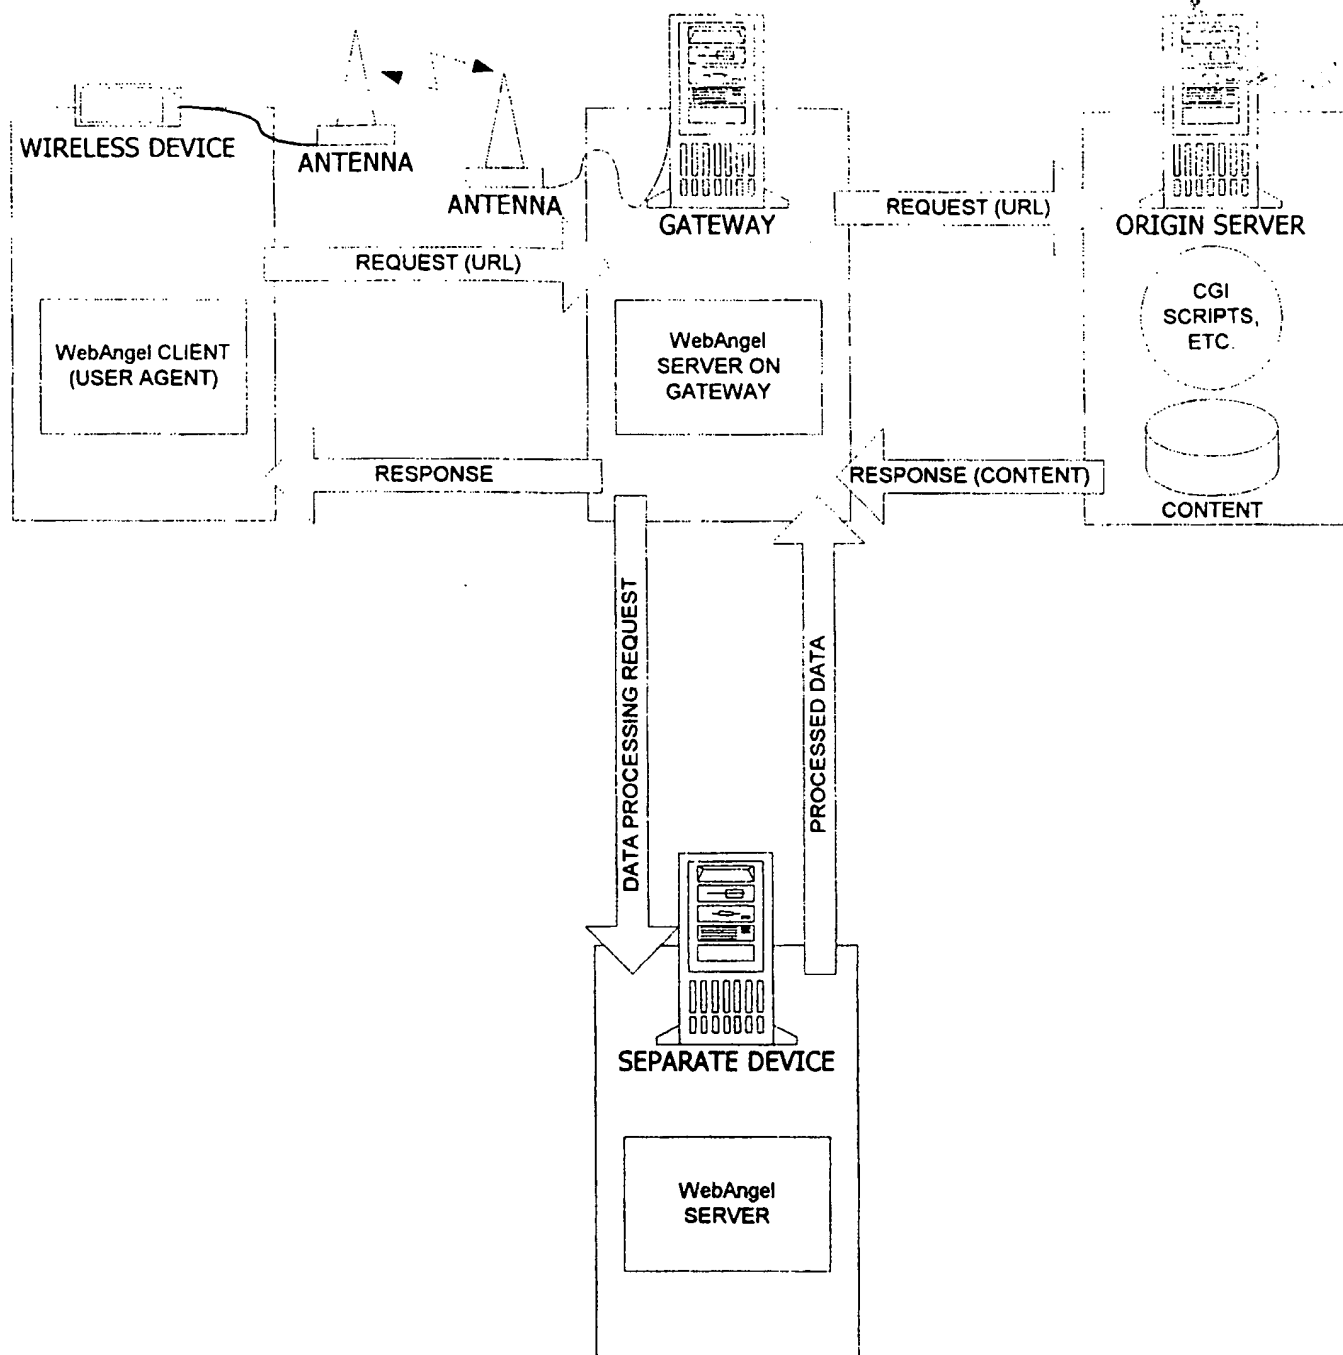 WIRELESS DEVICE
ANTENNA
ANTENNA
GATEWAY
REQUEST (URL)
ORIGIN SERVER
REQUEST (URL)
CGI
SCRIPTS,
ETC.
WebAngel CLIENT
(USER AGENT)
WebAngel
SERVER ON
GATEWAY
RESPONSE
RESPONSE (CONTENT)
CONTENT
DATA PROCESSING REQUEST
PROCESSED DATA
SEPARATE DEVICE
WebAngel
SERVER